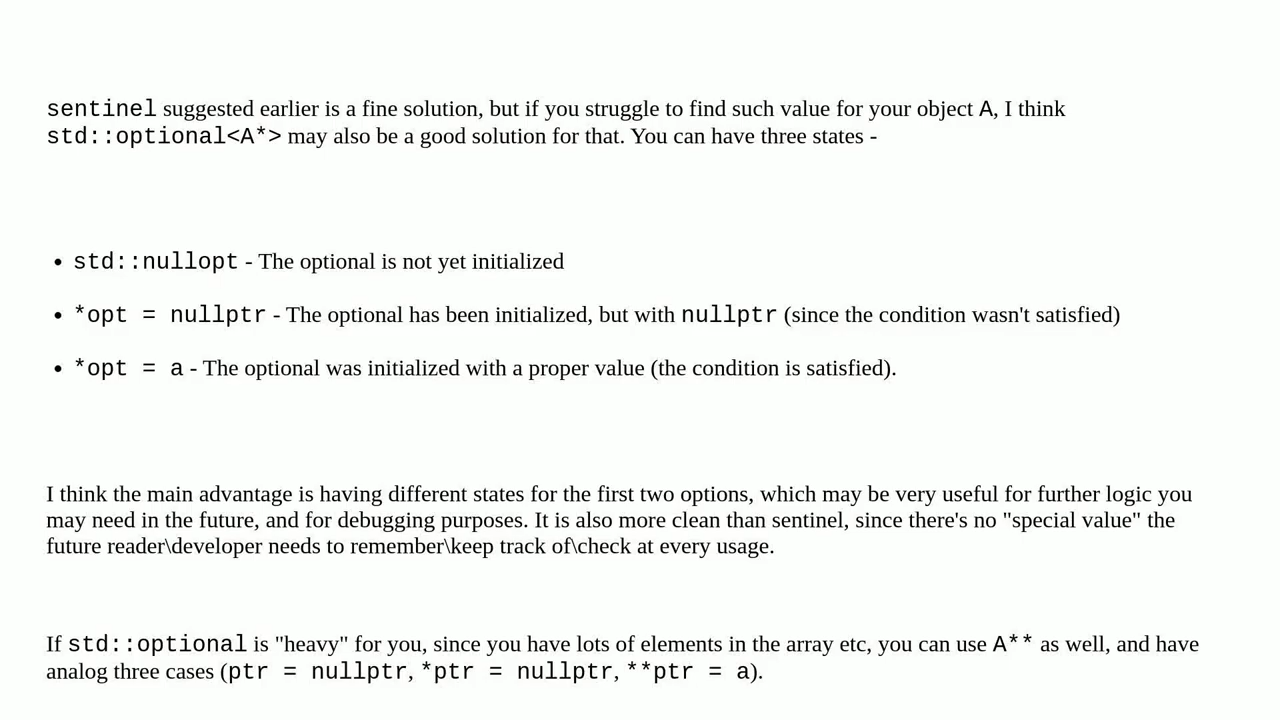 sentinel suggested earlier is a fine solution, but if you struggle to find such value for your object A, I think
std::optional<A*> may also be a good solution for that. You can have three states -
• std::nullopt - The optional is not yet initialized
• *opt = nullptr - The optional has been initialized, but with nullptr (since the condition wasn't satisfied)
• *opt = a - The optional was initialized with a proper value (the condition is satisfied).
I think the main advantage is having different states for the first two options, which may be very useful for further logic you
may need in the future, and for debugging purposes. It is also more clean than sentinel, since there's no "special value" the
future reader\developer needs to remember\keep track of\check at every usage.
If std::optional is "heavy" for you, since you have lots of elements in the array etc, you can use A** as well, and have
analog three cases (ptr = nullptr, *ptr = nullptr, **ptr = a).